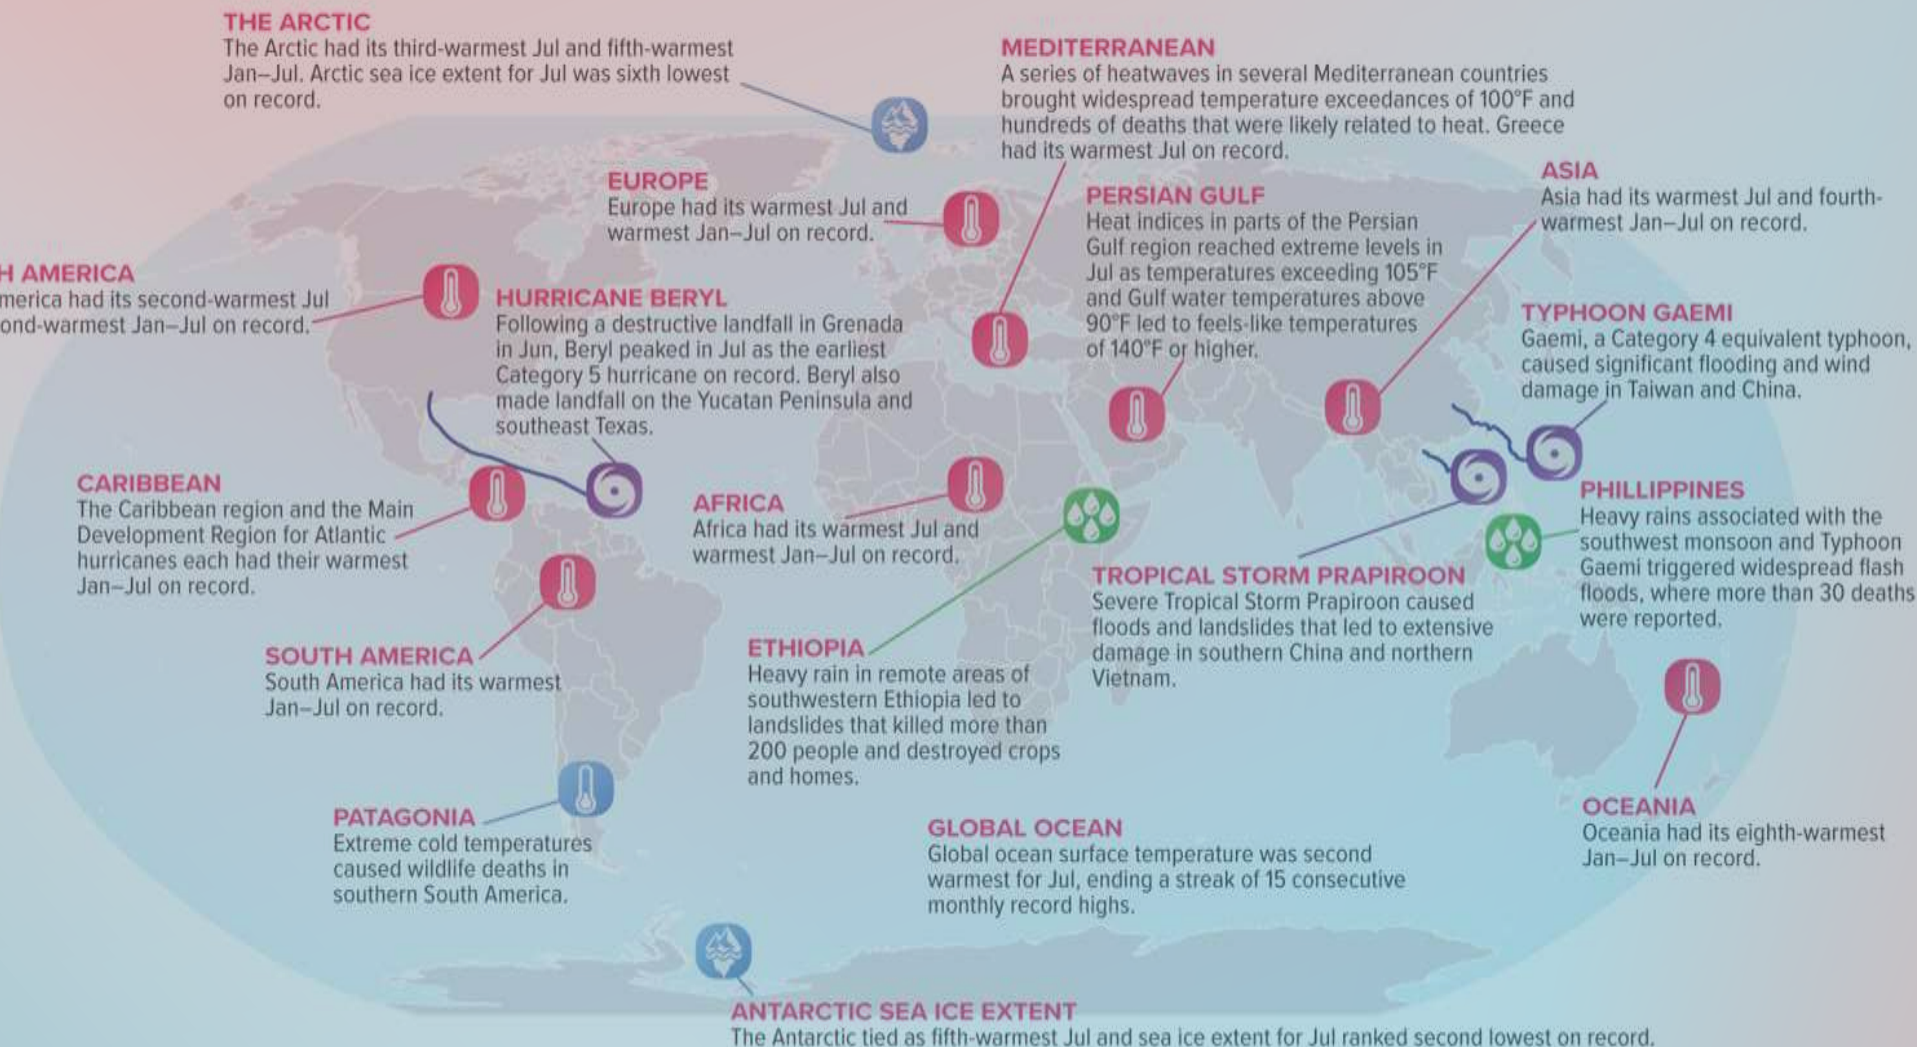 THE ARCTIC
The Arctic had its third-warmest Jul and fifth-warmest
Jan–Jul. Arctic sea ice extent for Jul was sixth lowest
on record.
MEDITERRANEAN
A series of heatwaves in several Mediterranean countries
brought widespread temperature exceedances of 100°F and
hundreds of deaths that were likely related to heat. Greece
had its warmest Jul on record.
EUROPE
Europe had its warmest Jul and
warmest Jan–Jul on record.
PERSIAN GULF
Heat indices in parts of the Persian
Gulf region reached extreme levels in
Jul as temperatures exceeding 105°F
and Gulf water temperatures above
90°F led to feels-like temperatures
of 140°F or higher.
ASIA
Asia had its warmest Jul and fourth-
warmest Jan–Jul on record.
H AMERICA
merica had its second-warmest Jul
ond-warmest Jan–Jul on record.
HURRICANE BERYL
Following a destructive landfall in Grenada
in Jun, Beryl peaked in Jul as the earliest
Category 5 hurricane on record. Beryl also
made landfall on the Yucatan Peninsula and
southeast Texas.
TYPHOON GAEMI
Gaemi, a Category 4 equivalent typhoon,
caused significant flooding and wind
damage in Taiwan and China.
CARIBBEAN
The Caribbean region and the Main
Development Region for Atlantic
hurricanes each had their warmest
Jan–Jul on record.
AFRICA
Africa had its warmest Jul and
warmest Jan–Jul on record.
PHILLIPPINES
Heavy rains associated with the
southwest monsoon and Typhoon
Gaemi triggered widespread flash
floods, where more than 30 deaths
were reported.
TROPICAL STORM PRAPIROON
Severe Tropical Storm Prapiroon caused
floods and landslides that led to extensive
damage in southern China and northern
Vietnam.
SOUTH AMERICA
South America had its warmest
Jan–Jul on record.
ETHIOPIA
Heavy rain in remote areas of
southwestern Ethiopia led to
landslides that killed more than
200 people and destroyed crops
and homes.
PATAGONIA
Extreme cold temperatures
caused wildlife deaths in
southern South America.
GLOBAL OCEAN
Global ocean surface temperature was second
warmest for Jul, ending a streak of 15 consecutive
monthly record highs.
OCEANIA
Oceania had its eighth-warmest
Jan–Jul on record.
ANTARCTIC SEA ICE EXTENT
The Antarctic tied as fifth-warmest Jul and sea ice extent for Jul ranked second lowest on record.